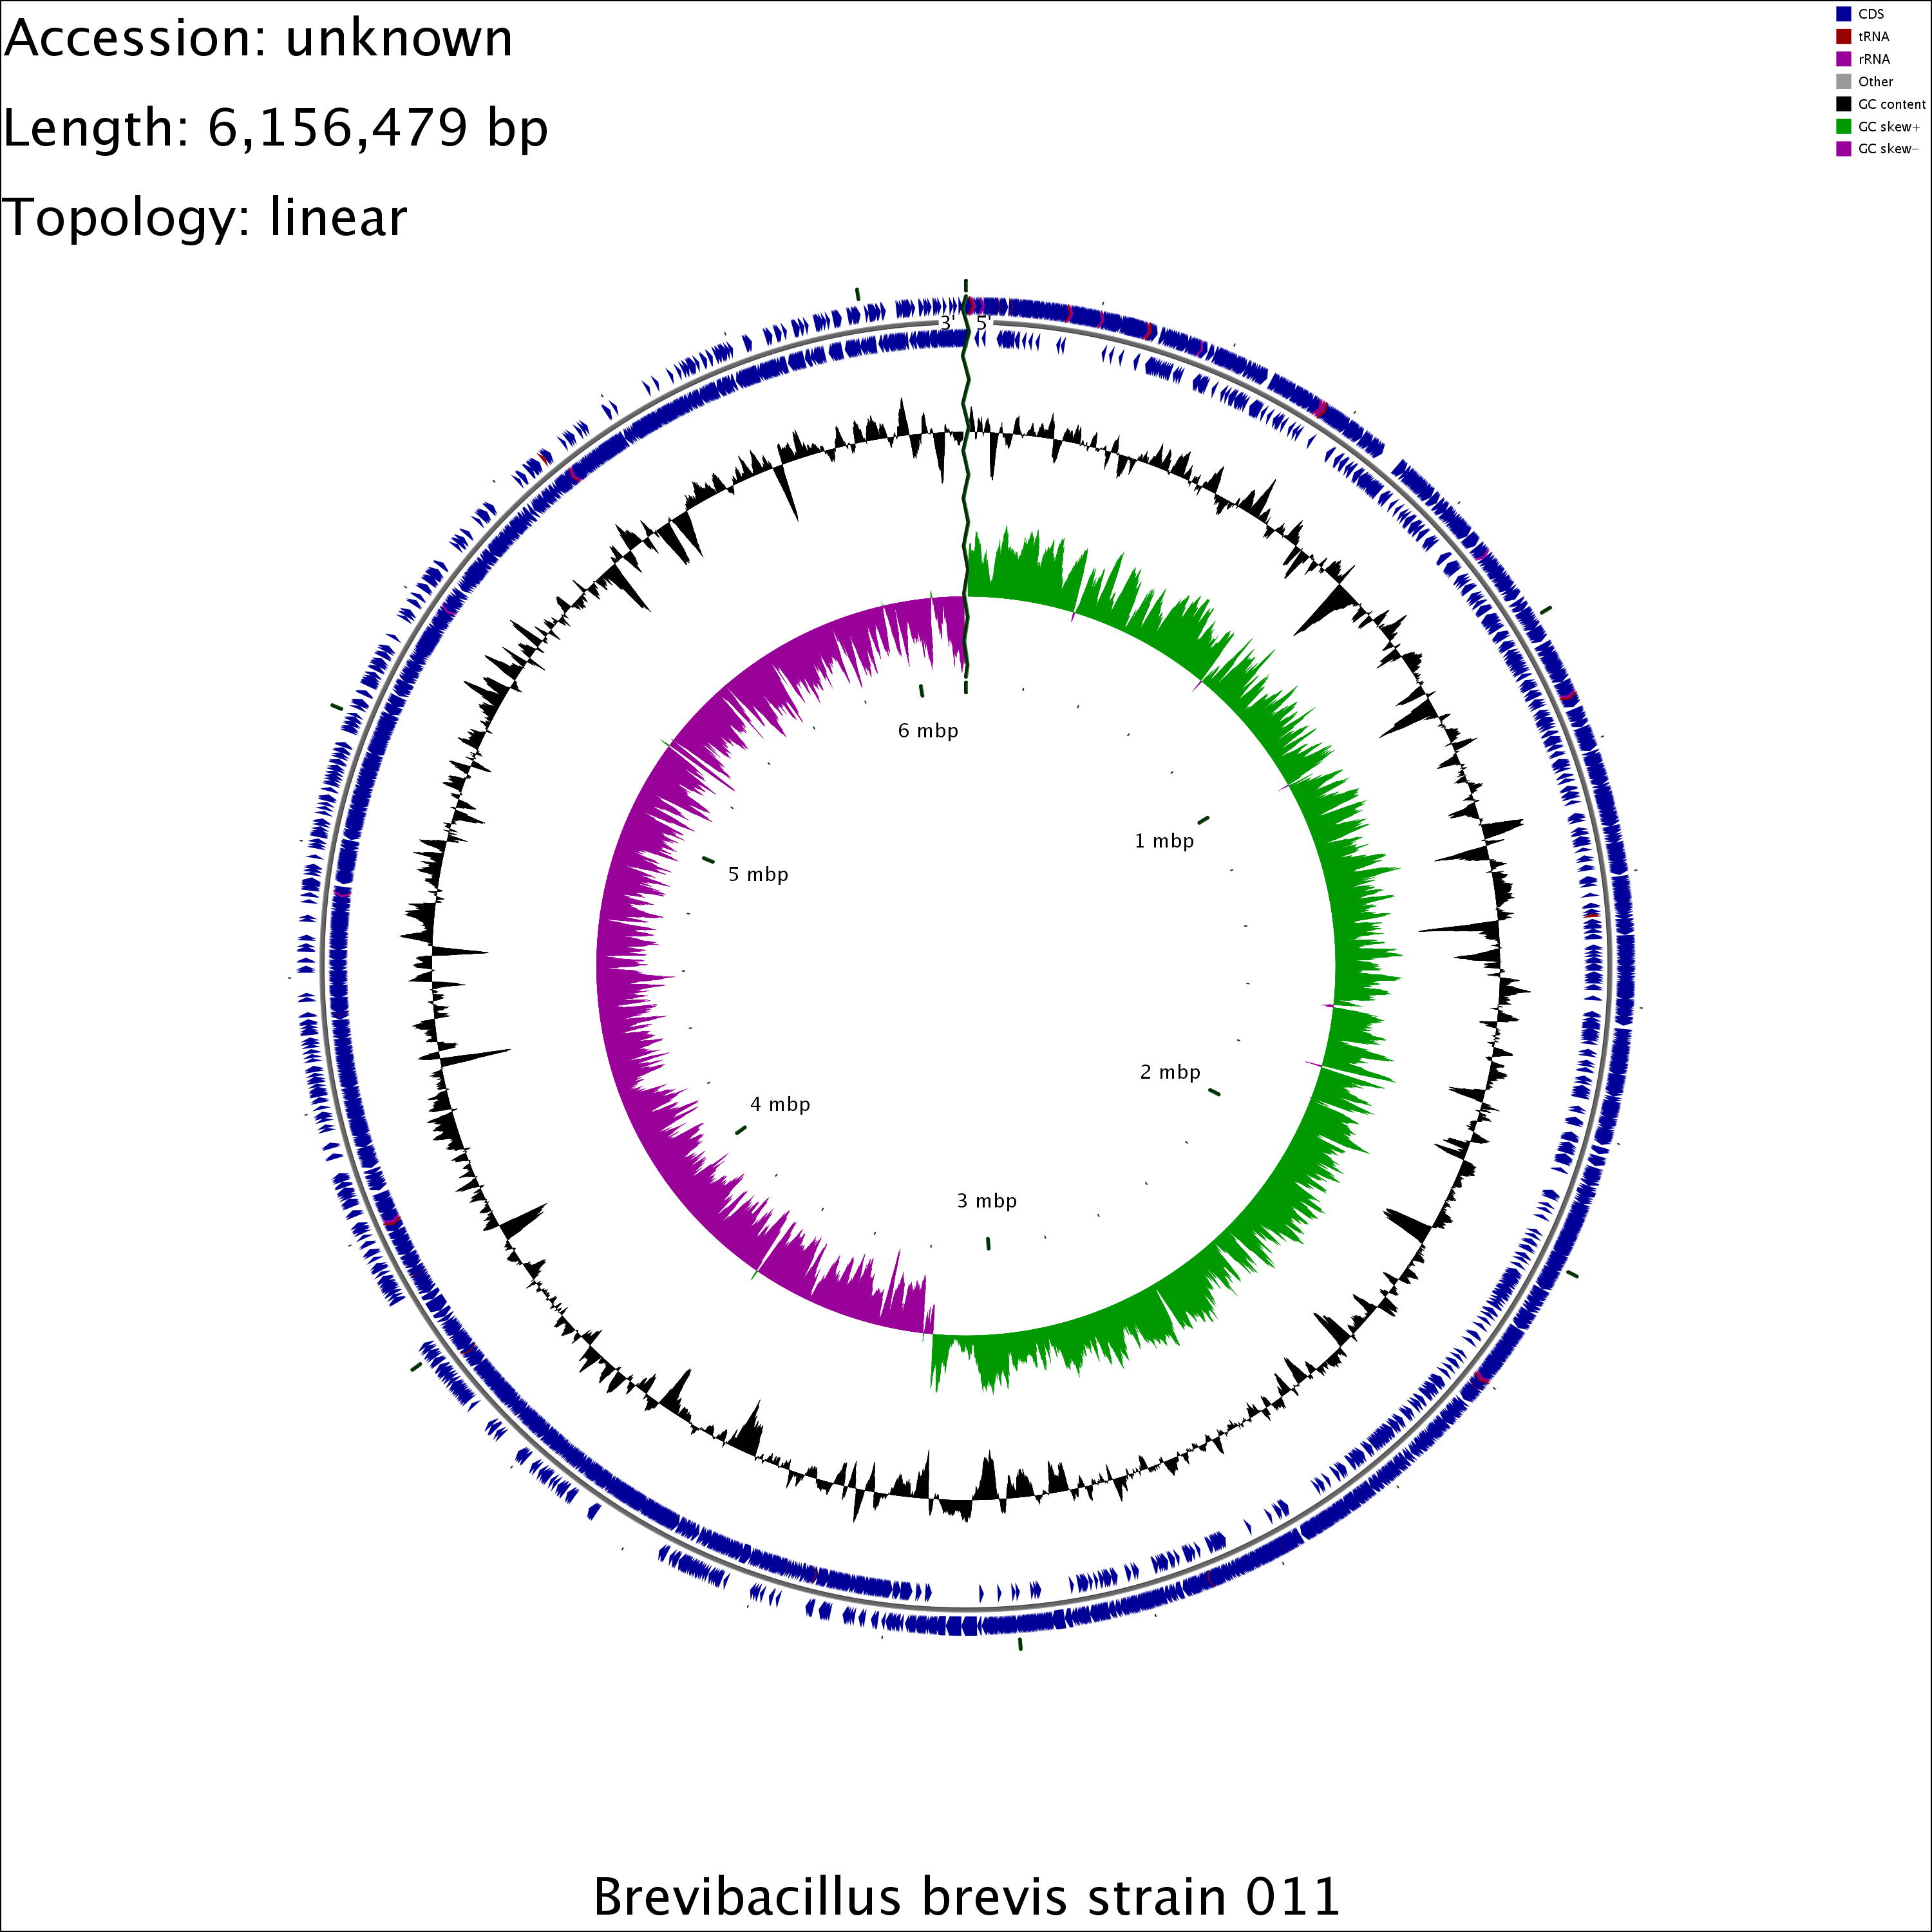 Accession: unknown
Length: 6,156,479 bp
Topology: linear
CDS
tRNA
rRNA
Other
GC content
GC skew+
GC skew−
3' 5'
6 mbp
1 mbp
5 mbp
2 mbp
4 mbp
3 mbp
Brevibacillus brevis strain 011